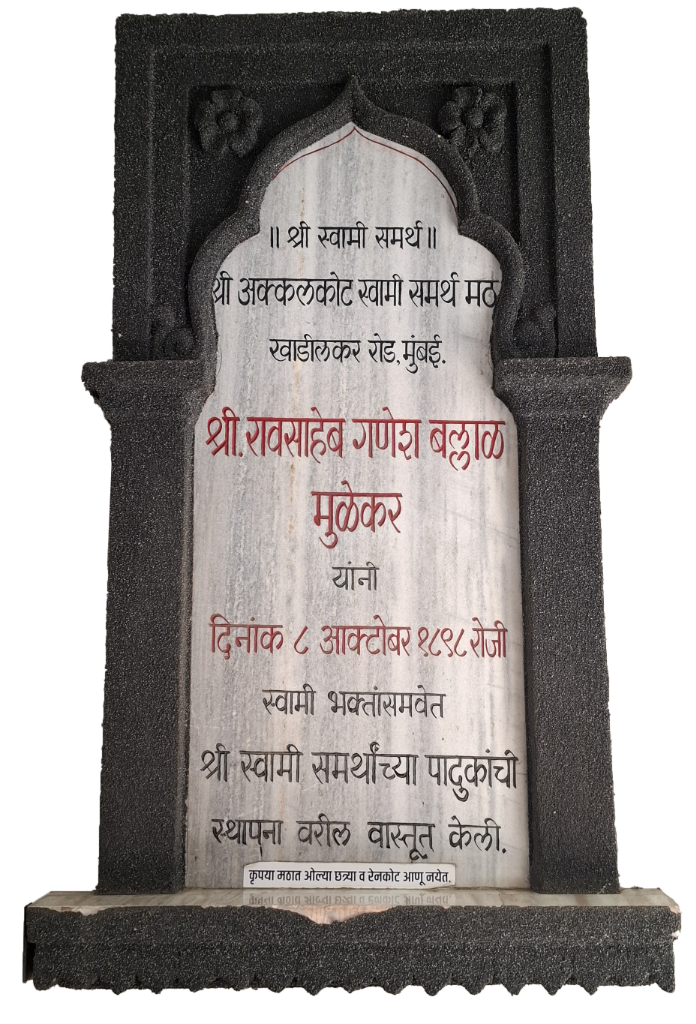 ॥ श्री स्वामी समर्थ ॥
श्री अक्कलकोट स्वामी समर्थ मठ
खाडीलकर रोड, मुंबई.
श्री. रावसाहेब गणेश बल्लाळ
मुळेकर
यांनी
दिनांक ८ आक्टोबर १८९८ रोजी
स्वामी भक्तांसमवेत
श्री स्वामी समर्थांच्या पादुकांची
स्थापना वरील वास्तूत केली.
कृपया मठात ओल्या छत्र्या व रेनकोट आणू नयेत.